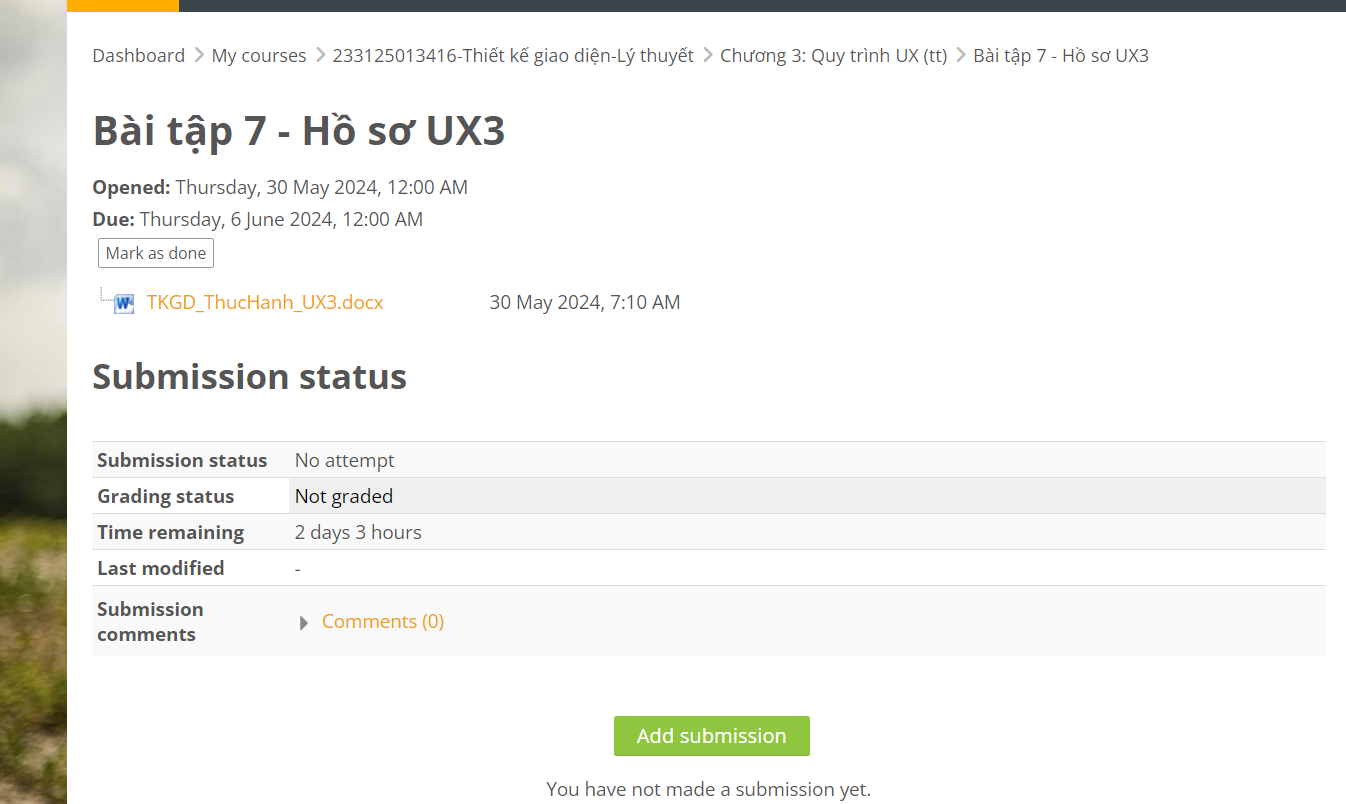 Dashboard > My courses > 233125013416-Thiết kế giao diện-Lý thuyết > Chương 3: Quy trình UX (tt) > Bài tập 7 - Hồ sơ UX3
Bài tập 7 - Hồ sơ UX3
Opened: Thursday, 30 May 2024, 12:00 AM
Due: Thursday, 6 June 2024, 12:00 AM
Mark as done
TKGD_ThucHanh_UX3.docx 30 May 2024, 7:10 AM
Submission status
Submission status No attempt
Grading status Not graded
Time remaining 2 days 3 hours
Last modified -
Submission comments Comments (0)
Add submission
You have not made a submission yet.